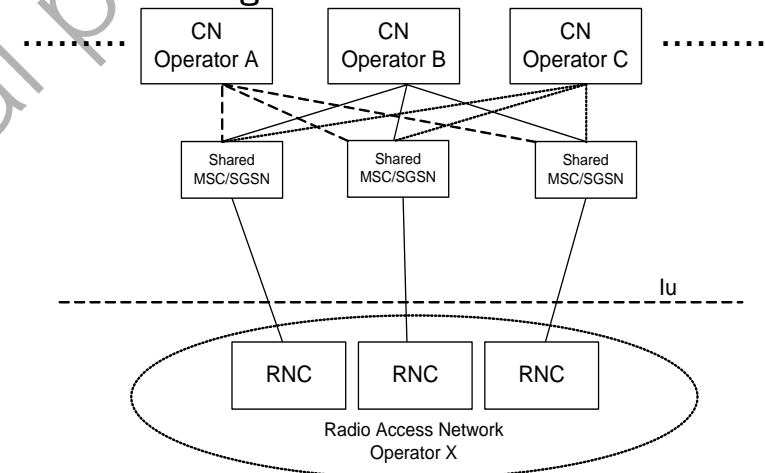 CN
Operator A
CN
Operator B
CN
Operator C
Shared
MSC/SGSN
Shared
MSC/SGSN
Shared
MSC/SGSN
Iu
RNC
RNC
RNC
Radio Access Network
Operator X